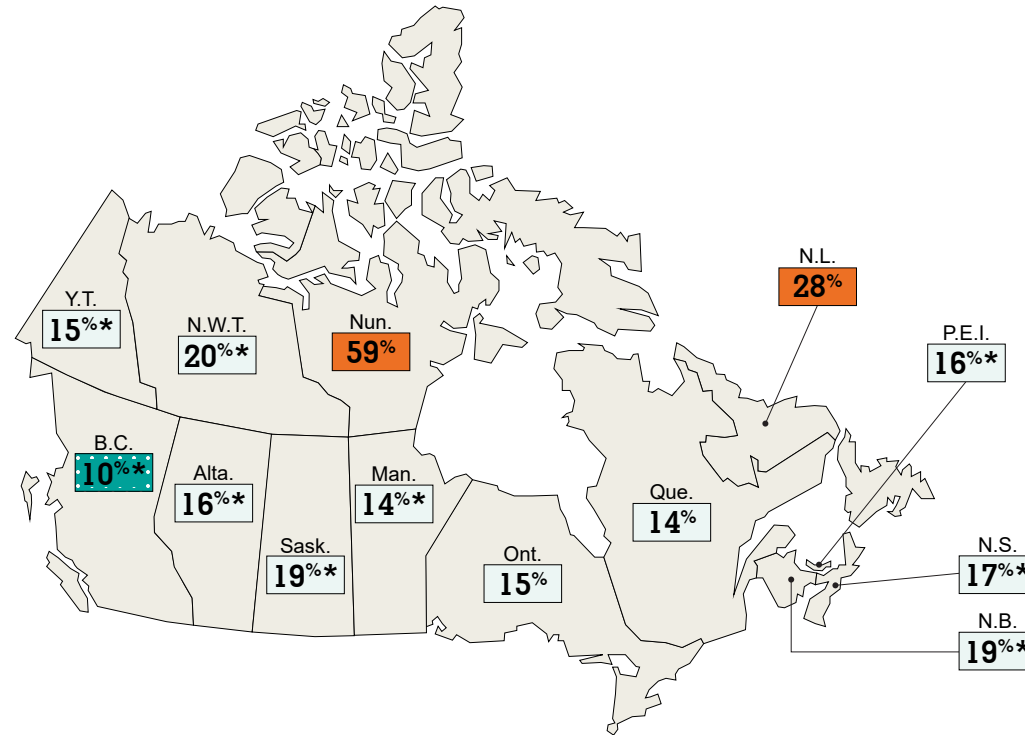 N.L.
28%
Y.T.
15%*
N.W.T.
20%*
Nun.
59%
P.E.I.
16%*
B.C.
10%*
Alta.
16%*
Man.
14%*
Que.
14%
Sask.
19%*
Ont.
15%
N.S.
17%*
N.B.
19%*